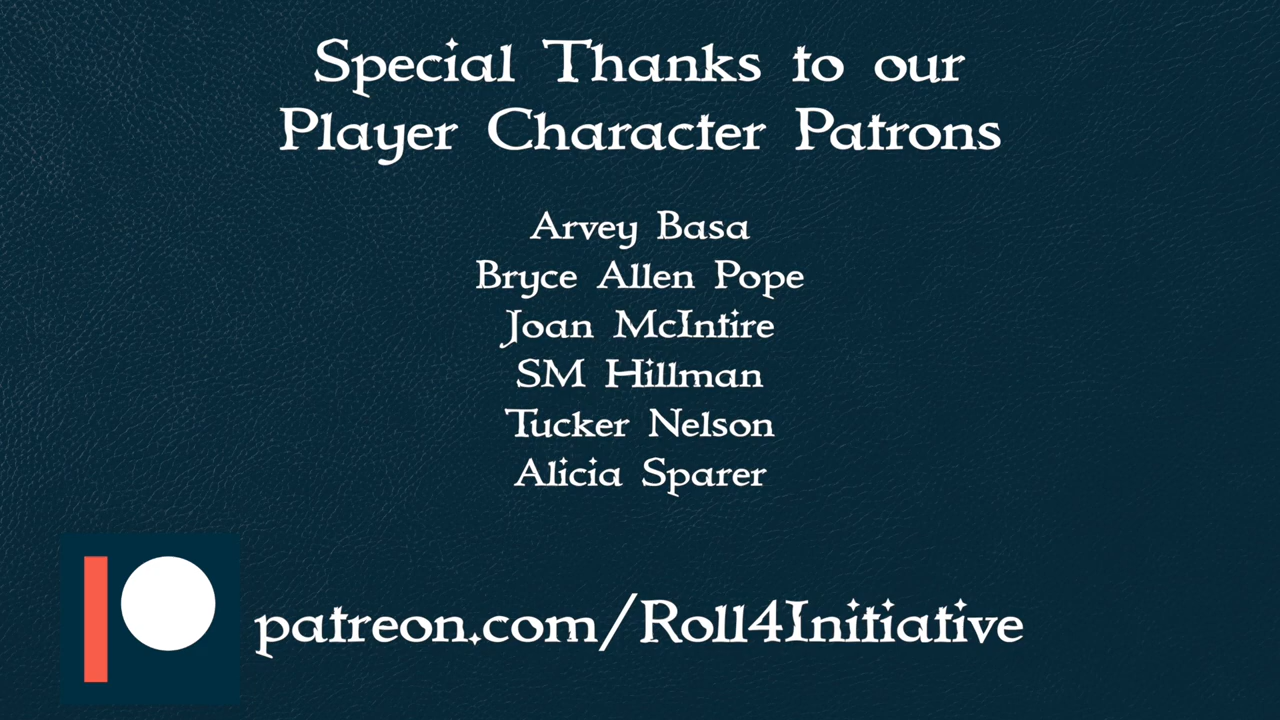 Special Thanks to our
Player Character Patrons
Arvey Basa
Bryce Allen Pope
Joan McIntire
SM Hillman
Tucker Nelson
Alicia Sparer
patreon.com/Roll4Initiative